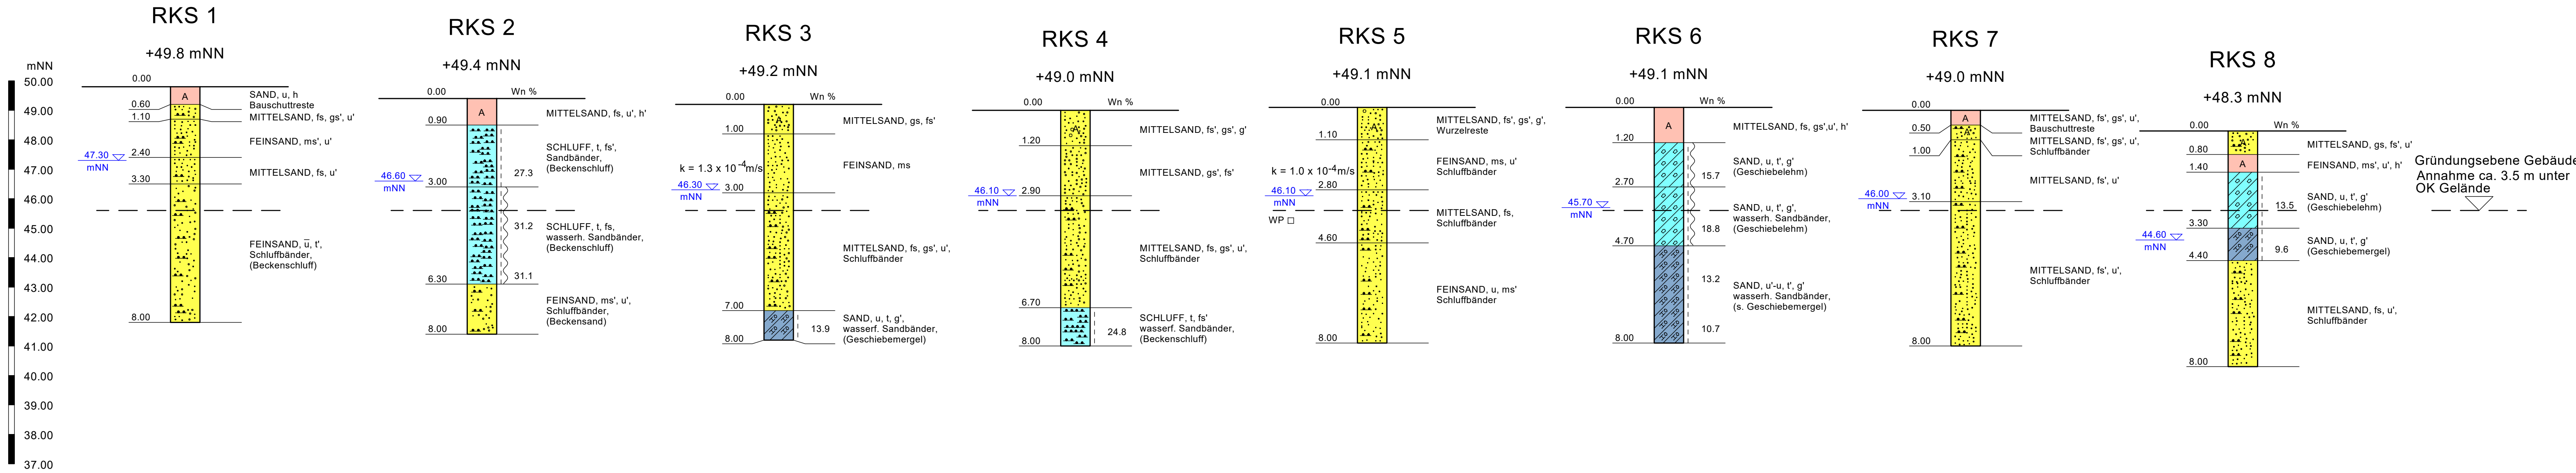 mNN
50.00
49.00
48.00
47.00
46.00
45.00
44.00
43.00
42.00
41.00
40.00
39.00
38.00
37.00
RKS 1
+49.8 mNN
0.00
A
0.60
1.10
47.30
mNN
2.40
3.30
8.00
SAND, u, h
Bauschuttreste
MITTELSAND, fs, gs', u'
FEINSAND, ms', u'
MITTELSAND, fs, u'
FEINSAND, u̅, t',
Schluffbänder,
(Beckenschluff)
RKS 2
+49.4 mNN
0.00
Wn %
A
0.90
46.60
mNN
3.00
6.30
8.00
27.3
31.2
31.1
MITTELSAND, fs, u', h'
SCHLUFF, t, fs',
Sandbänder,
(Beckenschluff)
SCHLUFF, t, fs,
wasserh. Sandbänder,
(Beckenschluff)
FEINSAND, ms', u',
Schluffbänder,
(Beckensand)
RKS 3
+49.2 mNN
0.00
Wn %
A
1.00
k = 1.3 x 10⁻⁴m/s
46.30
mNN
3.00
7.00
8.00
13.9
MITTELSAND, gs, fs'
FEINSAND, ms
MITTELSAND, fs, gs', u',
Schluffbänder
SAND, u, t, g',
wasserf. Sandbänder,
(Geschiebemergel)
RKS 4
+49.0 mNN
0.00
Wn %
A
1.20
46.10
mNN
2.90
6.70
8.00
24.8
MITTELSAND, fs', gs', g'
MITTELSAND, gs', fs'
MITTELSAND, fs, gs', u',
Schluffbänder
SCHLUFF, t, fs'
wasserf. Sandbänder,
(Beckenschluff)
RKS 5
+49.1 mNN
0.00
A
1.10
k = 1.0 x 10⁻⁴m/s
46.10
mNN
2.80
WP □
4.60
8.00
MITTELSAND, fs', gs', g',
Wurzelreste
FEINSAND, ms, u'
Schluffbänder
MITTELSAND, fs,
Schluffbänder
FEINSAND, u, ms'
Schluffbänder
RKS 6
+49.1 mNN
0.00
Wn %
A
1.20
2.70
45.70
mNN
4.70
8.00
15.7
18.8
13.2
10.7
MITTELSAND, fs, gs',u', h'
SAND, u, t', g'
(Geschiebelehm)
SAND, u, t', g',
wasserh. Sandbänder,
(Geschiebelehm)
SAND, u'-u, t', g'
wasserh. Sandbänder,
(s. Geschiebemergel)
RKS 7
+49.0 mNN
0.00
A
A
0.50
1.00
46.00
mNN
3.10
8.00
MITTELSAND, fs', gs', u',
Bauschuttreste
MITTELSAND, fs', gs', u',
Schluffbänder
MITTELSAND, fs', u'
MITTELSAND, fs', u',
Schluffbänder
RKS 8
+48.3 mNN
0.00
Wn %
A
A
0.80
1.40
3.30
44.60
mNN
4.40
8.00
13.5
9.6
MITTELSAND, gs, fs', u'
FEINSAND, ms', u', h'
SAND, u, t', g'
(Geschiebelehm)
SAND, u, t', g'
(Geschiebemergel)
MITTELSAND, fs, u',
Schluffbänder
Gründungsebene Gebäude
Annahme ca. 3.5 m unter
OK Gelände